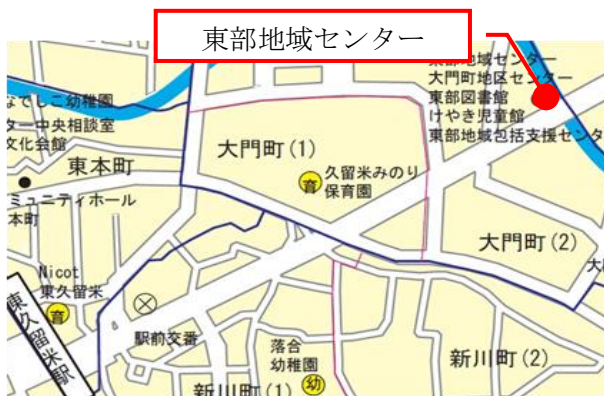 東部地域センター
東部地域センター
大門町地区センター
東部図書館
けやき児童館
東部地域包括支援センタ
なでしこ幼稚園
ター中央相談室
文化会館
大門町(1)
東本町
久留米みのり
保育園
育
ミュニティホール
本町
大門町(2)
Nicot
東久留米
育
東久留米駅
駅前交番
落合
幼稚園
幼
新川町(1)
新川町(2)